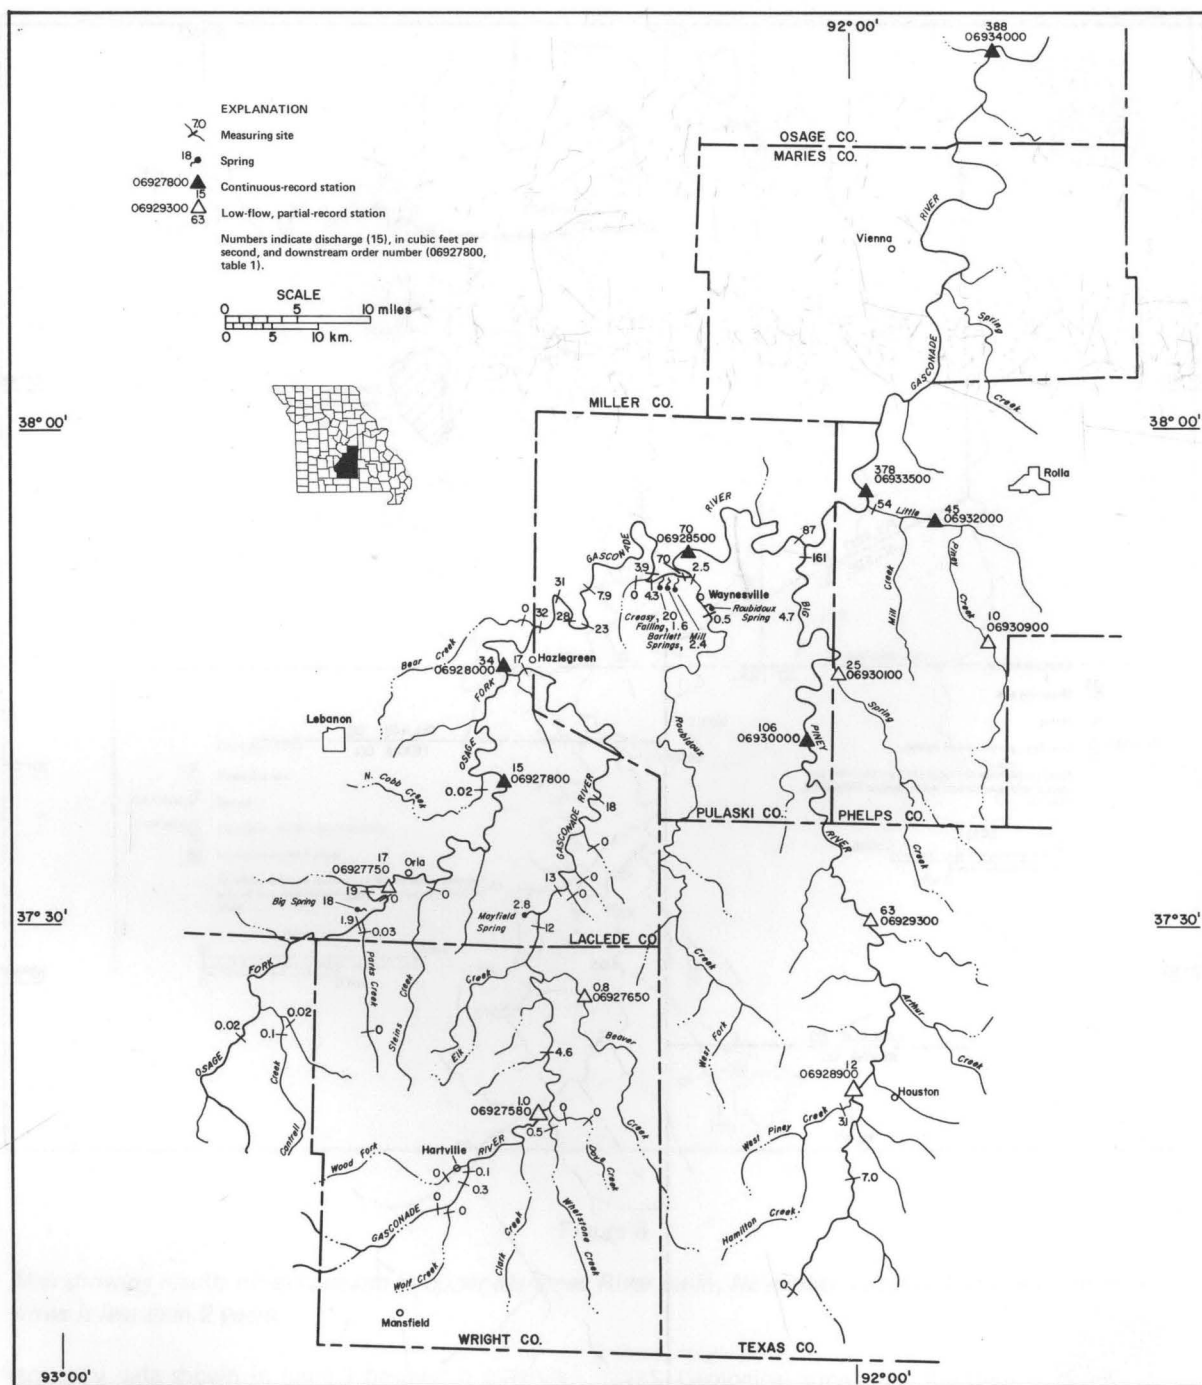 92°00'
388
06934000
EXPLANATION
7.0
Measuring site
18
Spring
06927800
15
Continuous-record station
06929300
63
Low-flow, partial-record station
Numbers indicate discharge (15), in cubic feet per
second, and downstream order number (06927800,
table 1).
SCALE
0 5 10 miles
0 5 10 km.
OSAGE CO.
MARIES CO.
RIVER
Vienna
Spring
Creek
GASCONADE
MILLER CO.
38°00'
38°00'
378
06933500
Rolla
54
Little
45
06932000
Piney
Creek
Mill Creek
10
06930900
RIVER
70
06928500
87
161
GASCONADE
3.9
70
2.5
31
7.9
0
4.3
Waynesville
Roubidoux
Spring 4.7
0.5
Creasy, 20
Falling, 1.6
Bartlett Mill
Springs, 2.4
BIG
0
32
28
23
Bear Creek
34
06928000
17
Hazlegreen
FORK
25
06930100
Spring
Creek
Lebanon
OSAGE
Roubidoux
106
06930000
PINEY
15
06927800
N. Cobb Creek
0.02
GASCONADE RIVER
18
PULASKI CO.
PHELPS CO.
RIVER
0
17
06927750
Orla
19
Big Spring 18
0
13
0
0
1.9
0.03
2.8
Mayfield
Spring
12
63
06929300
37°30'
37°30'
LACLEDE CO.
FORK
Parks Creek
Steins Creek
Elk Creek
0.8
06927650
Creek
West Fork
Arthur
Creek
0.02
0.02
0.1
0
OSAGE
Beaver
Creek
4.6
Cantrell
Creek
12
06928900
Houston
1.0
06927580
0
0
0.5
West Piney Creek
31
Hartville
RIVER
Dove Creek
Wood Fork
0
0.1
0.3
7.0
0
0
GASCONADE
Clark Creek
Whetstone Creek
Hamilton Creek
Wolf Creek
0
Mansfield
WRIGHT CO.
TEXAS CO.
93°00'
92°00'